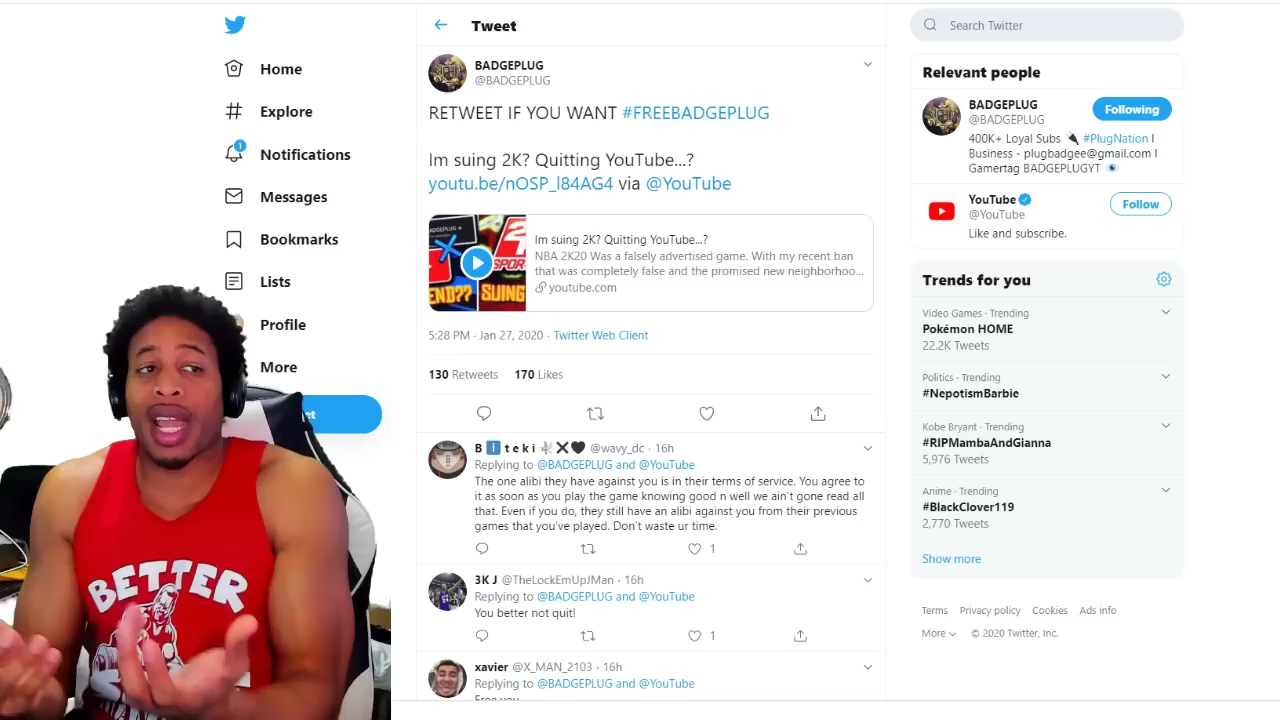 Home
Explore
1
Notifications
Messages
Bookmarks
Lists
Profile
More
Tweet
BADGEPLUG
@BADGEPLUG
RETWEET IF YOU WANT #FREEBADGEPLUG
Im suing 2K? Quitting YouTube...?
youtu.be/nOSP_l84AG4 via @YouTube
END?? SUING
Im suing 2K? Quitting YouTube...?
NBA 2K20 Was a falsely advertised game. With my recent ban
that was completely false and the promised new neighborhoo...
youtube.com
5:28 PM · Jan 27, 2020 · Twitter Web Client
130 Retweets 170 Likes
B i t e k i @wavy_dc · 16h
Replying to @BADGEPLUG and @YouTube
The one alibi they have against you is in their terms of service. You agree to
it as soon as you play the game knowing good n well we ain't gone read all
that. Even if you do, they still have an alibi against you from their previous
games that you've played. Don't waste ur time.
1
3K J @TheLockEmUpJMan · 16h
Replying to @BADGEPLUG and @YouTube
You better not quit!
1
xavier @X_MAN_2103 · 16h
Replying to @BADGEPLUG and @YouTube
Free you
Search Twitter
Relevant people
BADGEPLUG
@BADGEPLUG
Following
400K+ Loyal Subs 🔌 #PlugNation |
Business - plugbadgee@gmail.com |
Gamertag BADGEPLUGYT 👁️
YouTube
@YouTube
Follow
Like and subscribe.
Trends for you
Video Games · Trending
Pokémon HOME
22.2K Tweets
Politics · Trending
#NepotismBarbie
Kobe Bryant · Trending
#RIPMambaAndGianna
5,976 Tweets
Anime · Trending
#BlackClover119
2,770 Tweets
Show more
Terms Privacy policy Cookies Ads info
More © 2020 Twitter, Inc.
BETTER